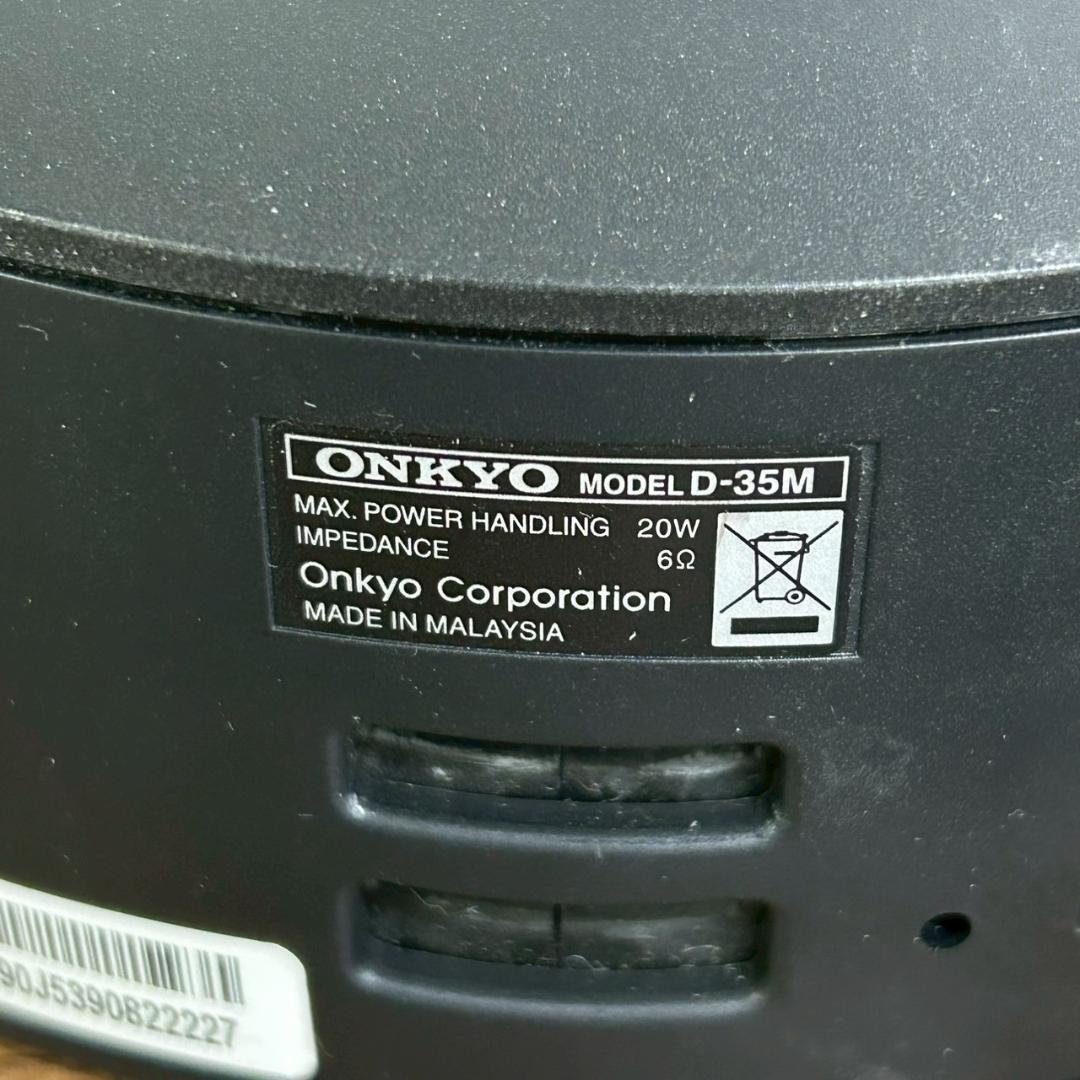 ONKYO MODEL D-35M
MAX. POWER HANDLING 20W
IMPEDANCE 6Ω
Onkyo Corporation
MADE IN MALAYSIA
90J5390822227